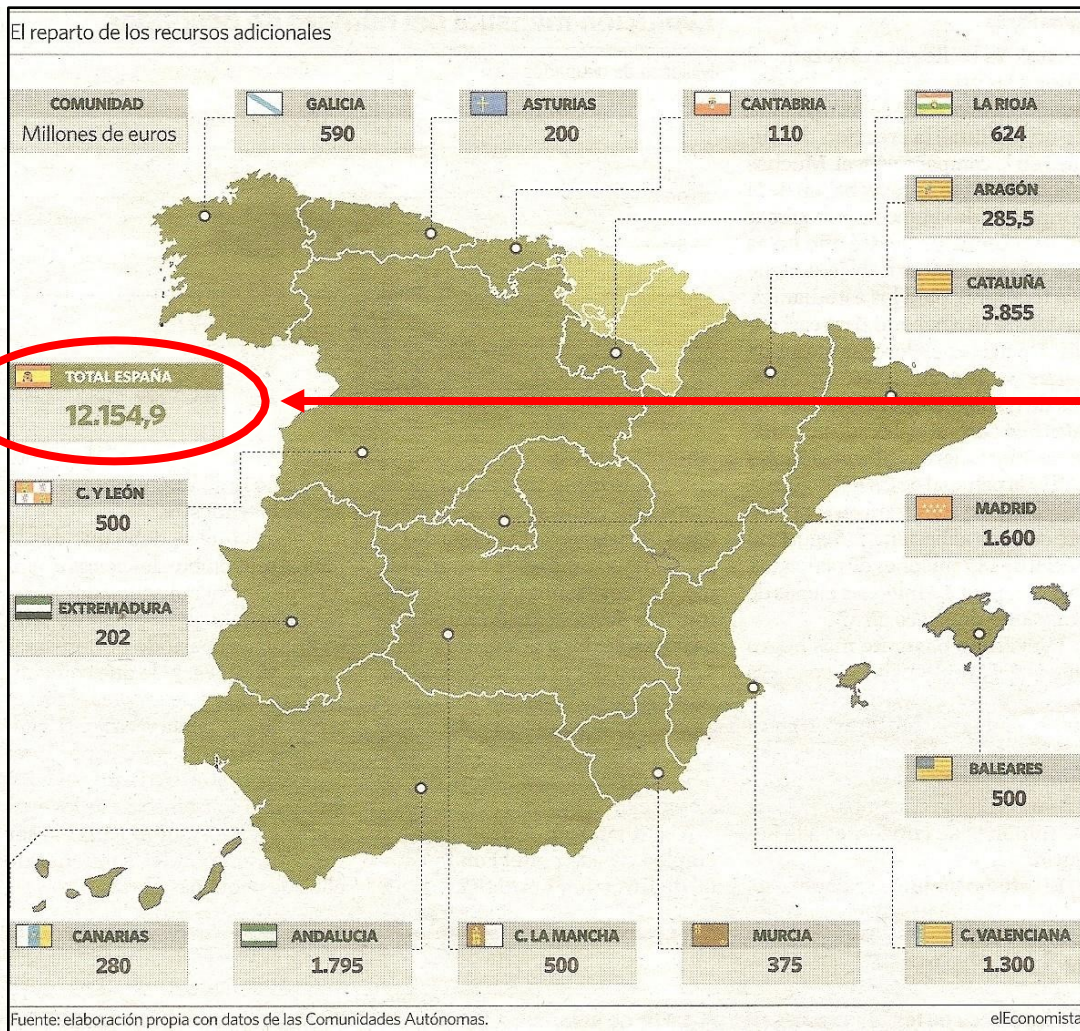 El reparto de los recursos adicionales
COMUNIDAD
Millones de euros
GALICIA
590
ASTURIAS
200
CANTABRIA
110
LA RIOJA
624
ARAGÓN
285,5
CATALUÑA
3.855
TOTAL ESPAÑA
12.154,9
C. Y LEÓN
500
MADRID
1.600
EXTREMADURA
202
BALEARES
500
CANARIAS
280
ANDALUCIA
1.795
C. LA MANCHA
500
MURCIA
375
C. VALENCIANA
1.300
Fuente: elaboración propia con datos de las Comunidades Autónomas.
elEconomista